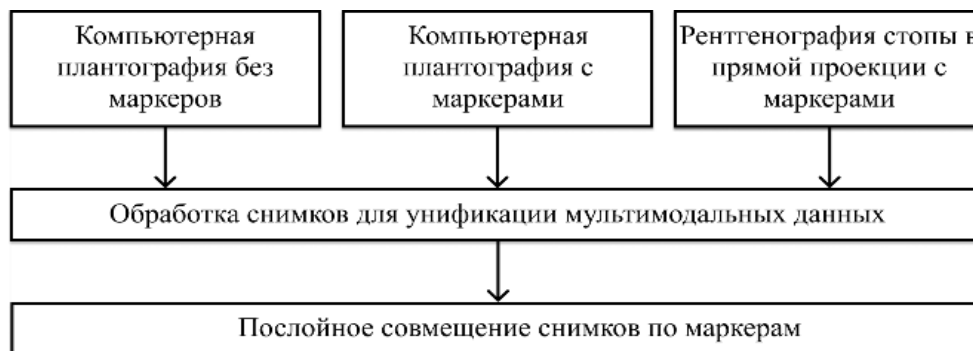 Компьютерная
плантография без
маркеров
Компьютерная
плантография с
маркерами
Рентгенография стопы в
прямой проекции с
маркерами
Обработка снимков для унификации мультимодальных данных
Послойное совмещение снимков по маркерам